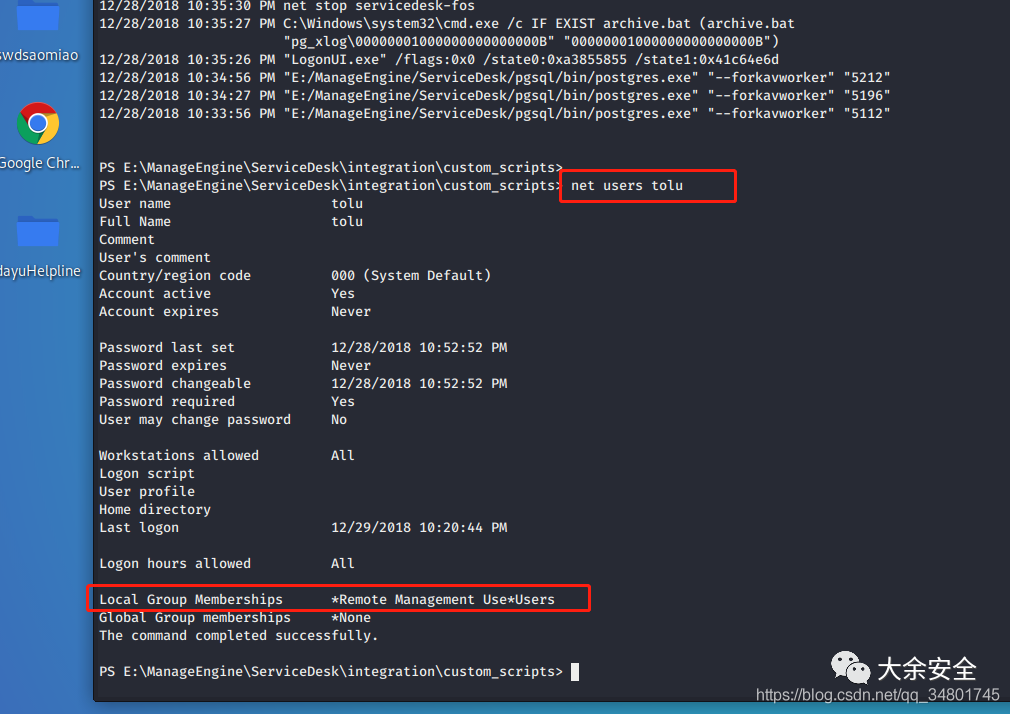 12/28/2018 10:35:30 PM net stop servicedesk-fos
12/28/2018 10:35:27 PM C:\Windows\system32\cmd.exe /c IF EXIST archive.bat (archive.bat
"pg_xlog\00000001000000000000000B" "00000001000000000000000B")
12/28/2018 10:35:26 PM "LogonUI.exe" /flags:0x0 /state0:0xa3855855 /state1:0x41c64e6d
12/28/2018 10:34:56 PM "E:/ManageEngine/ServiceDesk/pgsql/bin/postgres.exe" "--forkavworker" "5212"
12/28/2018 10:34:27 PM "E:/ManageEngine/ServiceDesk/pgsql/bin/postgres.exe" "--forkavworker" "5196"
12/28/2018 10:33:56 PM "E:/ManageEngine/ServiceDesk/pgsql/bin/postgres.exe" "--forkavworker" "5112"
swdsaomiao
Google Chr...
dayuHelpline
PS E:\ManageEngine\ServiceDesk\integration\custom_scripts>
PS E:\ManageEngine\ServiceDesk\integration\custom_scripts> net users tolu
User name tolu
Full Name tolu
Comment
User's comment
Country/region code 000 (System Default)
Account active Yes
Account expires Never
Password last set 12/28/2018 10:52:52 PM
Password expires Never
Password changeable 12/28/2018 10:52:52 PM
Password required Yes
User may change password No
Workstations allowed All
Logon script
User profile
Home directory
Last logon 12/29/2018 10:20:44 PM
Logon hours allowed All
Local Group Memberships *Remote Management Use*Users
Global Group memberships *None
The command completed successfully.
PS E:\ManageEngine\ServiceDesk\integration\custom_scripts>
大余安全
https://blog.csdn.net/qq_34801745